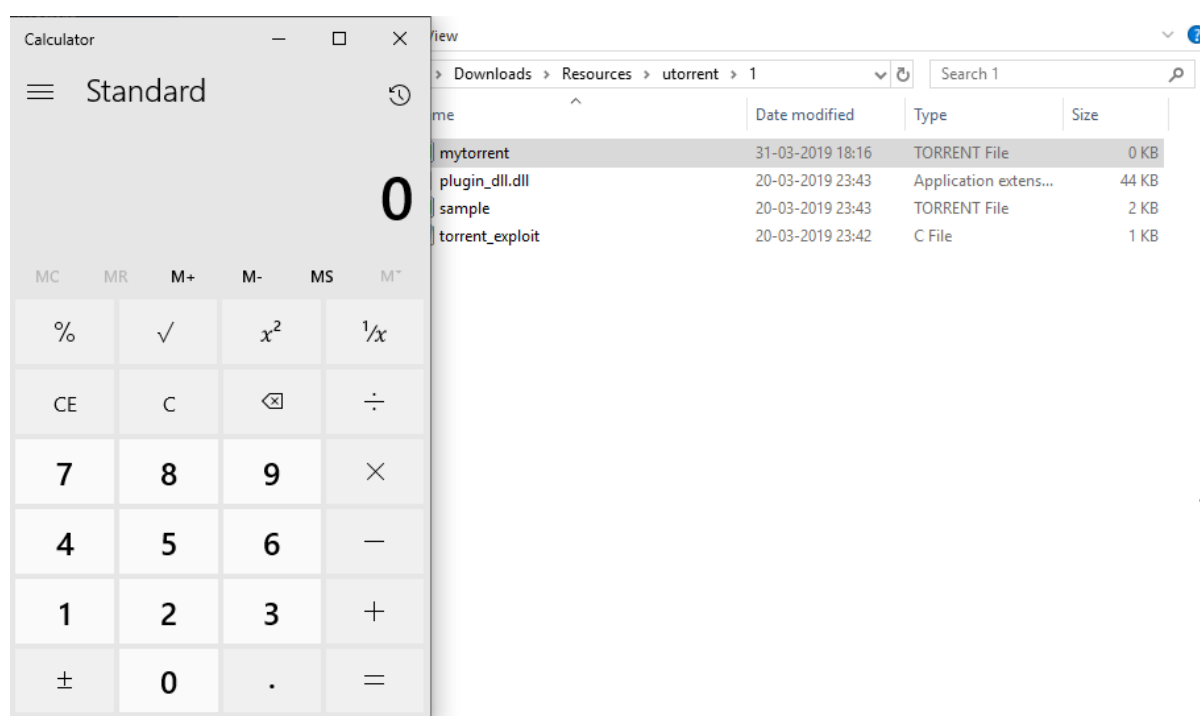 Calculator
Standard
0
MC MR M+ M- MS M˅
% √ x² ¹/x
CE C ÷
7 8 9 ×
4 5 6 −
1 2 3 +
± 0 . =
View
> Downloads > Resources > utorrent > 1
Search 1
me Date modified Type Size
mytorrent 31-03-2019 18:16 TORRENT File 0 KB
plugin_dll.dll 20-03-2019 23:43 Application extens... 44 KB
sample 20-03-2019 23:43 TORRENT File 2 KB
torrent_exploit 20-03-2019 23:42 C File 1 KB